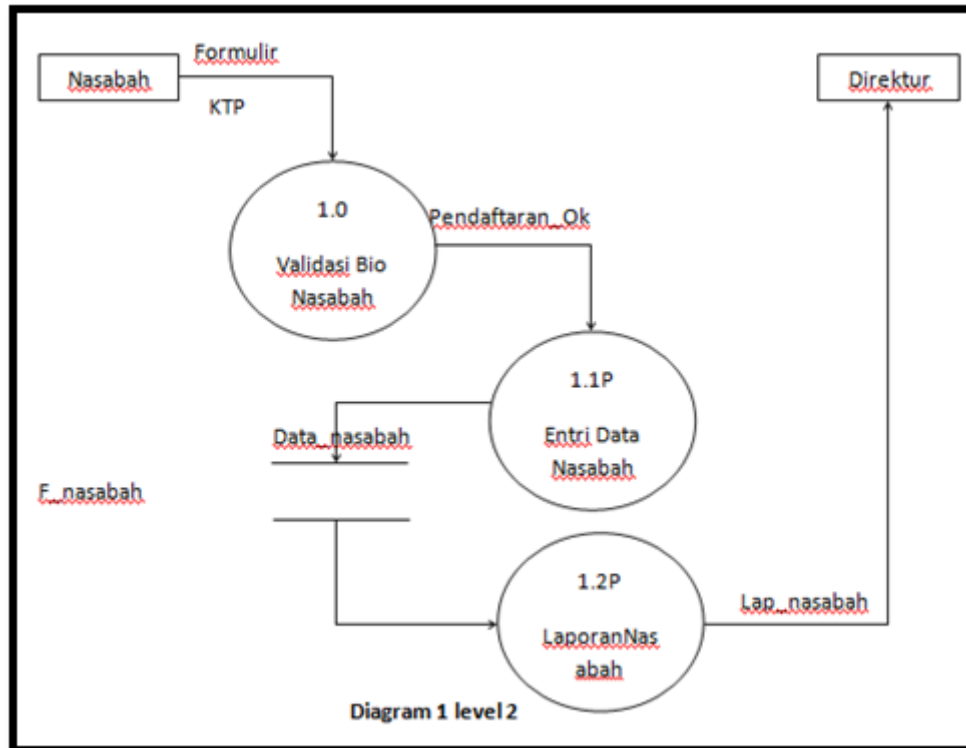 Formulir
Nasabah
Direktur
KTP
1.0
Validasi Bio
Nasabah
Pendaftaran_Ok
1.1P
Entri Data
Nasabah
Data_nasabah
F_nasabah
1.2P
LaporanNas
abah
Lap_nasabah
Diagram 1 level 2